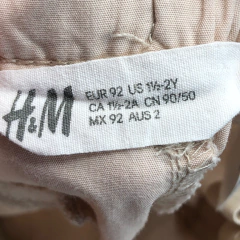 H&M
EUR 92 US 1½-2Y
CA 1½-2A CN 90/50
MX 92 AUS 2